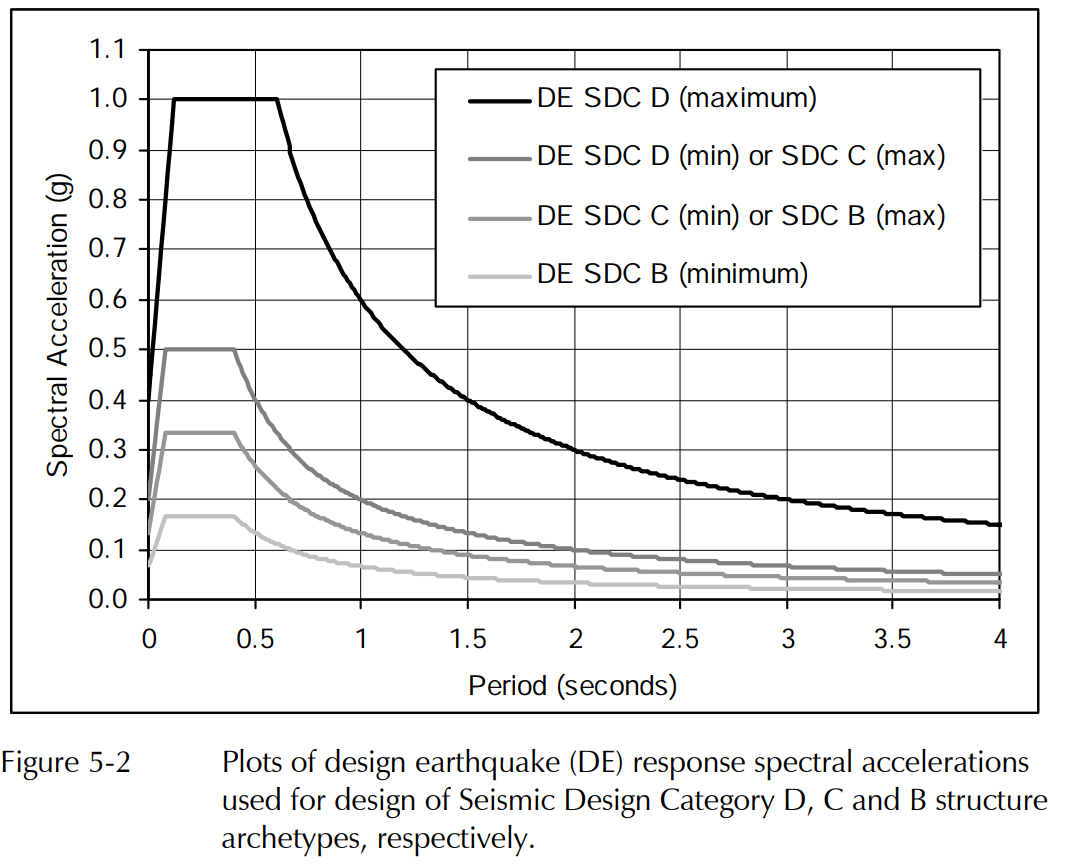 1.1
1.0
0.9
0.8
0.7
0.6
0.5
0.4
0.3
0.2
0.1
0.0
Spectral Acceleration (g)
DE SDC D (maximum)
DE SDC D (min) or SDC C (max)
DE SDC C (min) or SDC B (max)
DE SDC B (minimum)
0 0.5 1 1.5 2 2.5 3 3.5 4
Period (seconds)
Figure 5-2 Plots of design earthquake (DE) response spectral accelerations
used for design of Seismic Design Category D, C and B structure
archetypes, respectively.